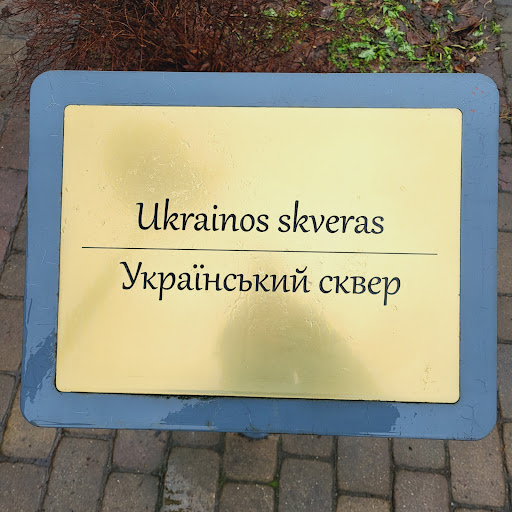 Ukrainos skveras
Український сквер